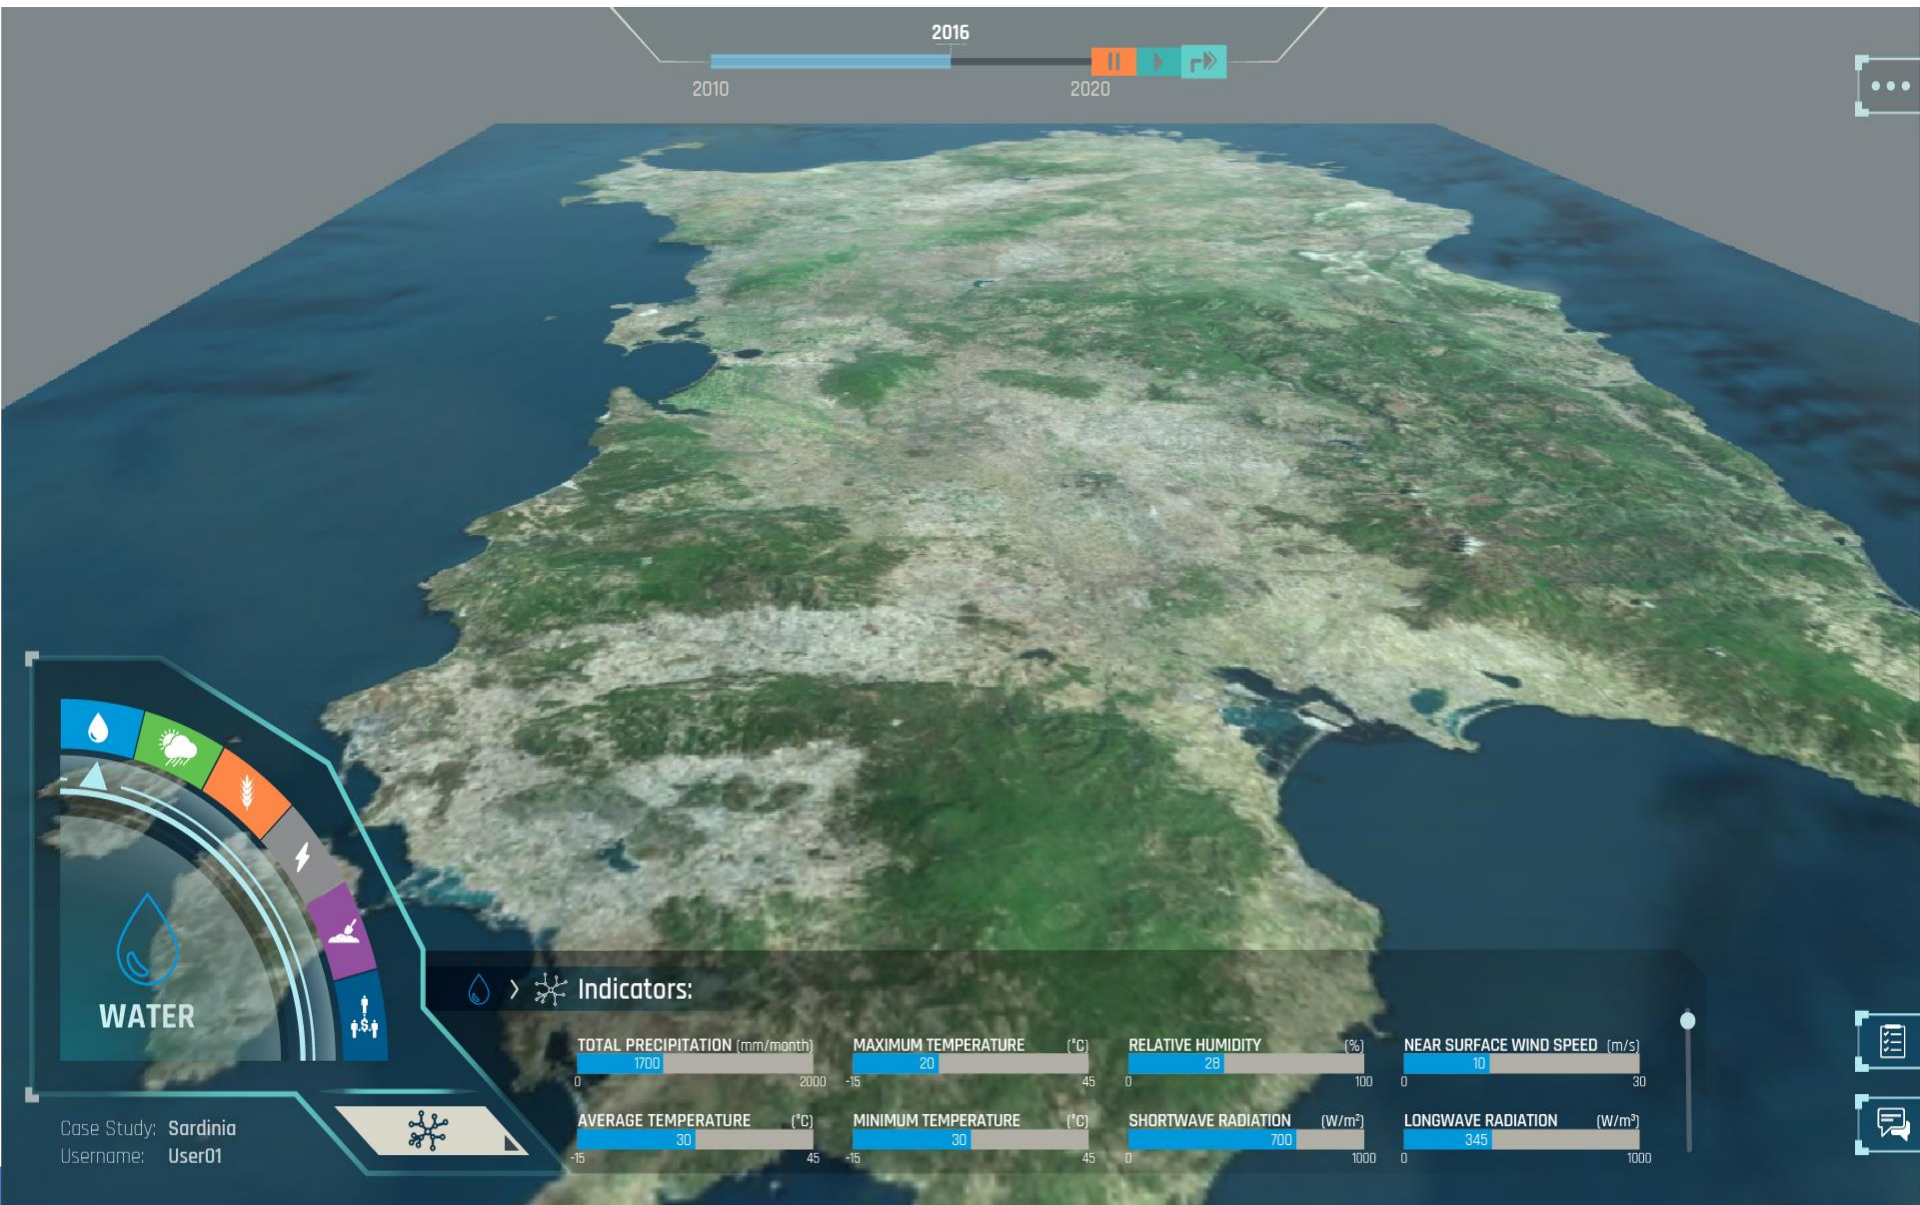 2016
2010
2020
WATER
Indicators:
TOTAL PRECIPITATION (mm/month)
1700
0
2000
MAXIMUM TEMPERATURE (°C)
20
-15
45
RELATIVE HUMIDITY (%)
28
0
100
NEAR SURFACE WIND SPEED (m/s)
10
0
30
AVERAGE TEMPERATURE (°C)
30
-15
45
MINIMUM TEMPERATURE (°C)
30
-15
45
SHORTWAVE RADIATION (W/m²)
700
0
1000
LONGWAVE RADIATION (W/m³)
345
0
1000
Case Study: Sardinia
Username: User01